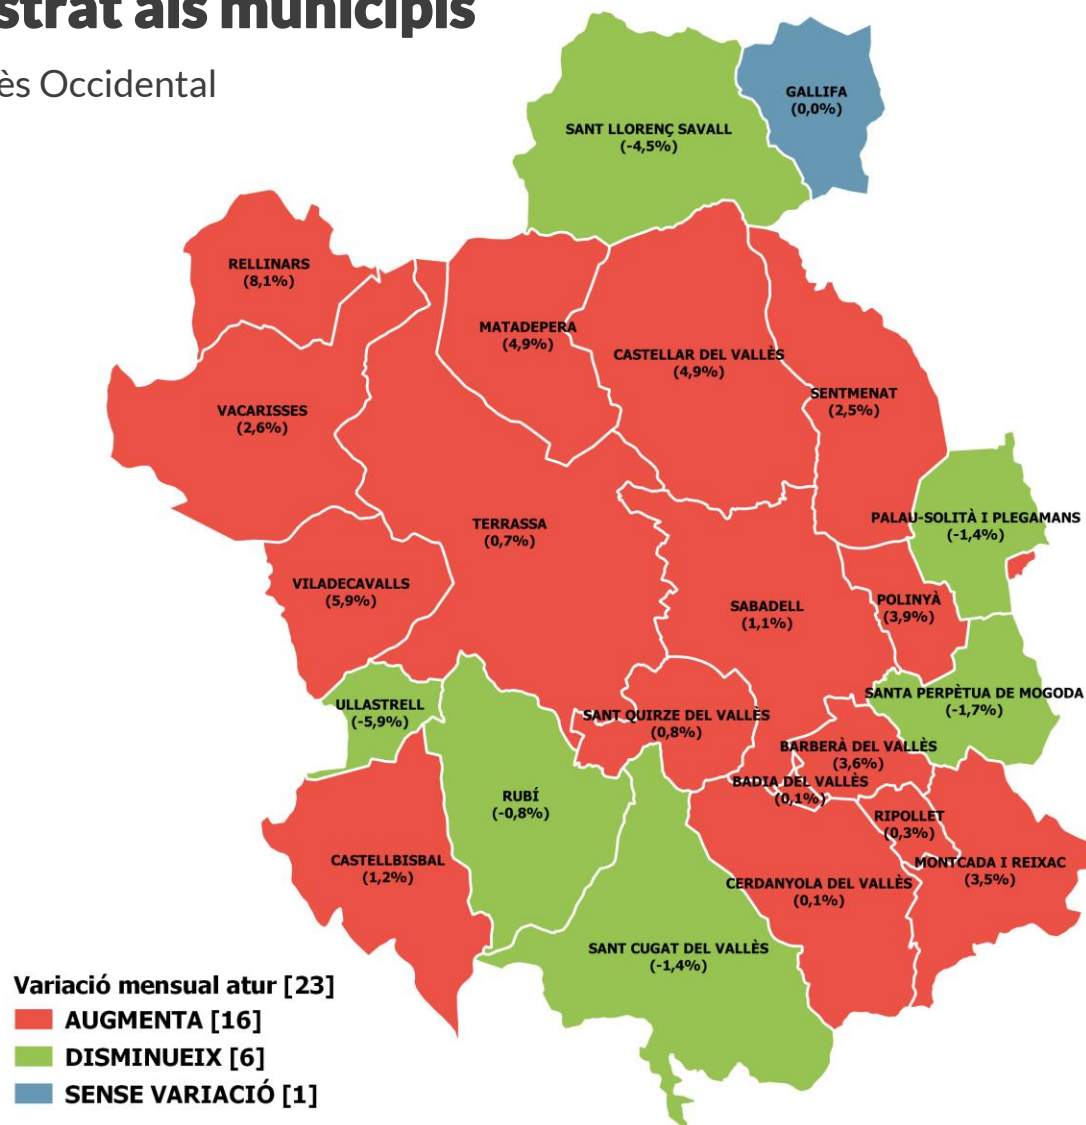 strat als municipis
ès Occidental
GALLIFA
(0,0%)
SANT LLORENÇ SAVALL
(-4,5%)
RELLINARS
(8,1%)
MATADEPERA
(4,9%)
CASTELLAR DEL VALLÈS
(4,9%)
SENTMENAT
(2,5%)
VACARISSES
(2,6%)
TERRASSA
(0,7%)
PALAU-SOLITÀ I PLEGAMANS
(-1,4%)
VILADECAVALLS
(5,9%)
SABADELL
(1,1%)
POLINYÀ
(3,9%)
ULLASTRELL
(-5,9%)
SANT QUIRZE DEL VALLÈS
(0,8%)
SANTA PERPÈTUA DE MOGODA
(-1,7%)
BARBERÀ DEL VALLÈS
(3,6%)
BADIA DEL VALLÈS
(0,1%)
RUBÍ
(-0,8%)
RIPOLLET
(0,3%)
CASTELLBISBAL
(1,2%)
MONTCADA I REIXAC
(3,5%)
CERDANYOLA DEL VALLÈS
(0,1%)
SANT CUGAT DEL VALLÈS
(-1,4%)
Variació mensual atur [23]
AUGMENTA [16]
DISMINUEIX [6]
SENSE VARIACIÓ [1]